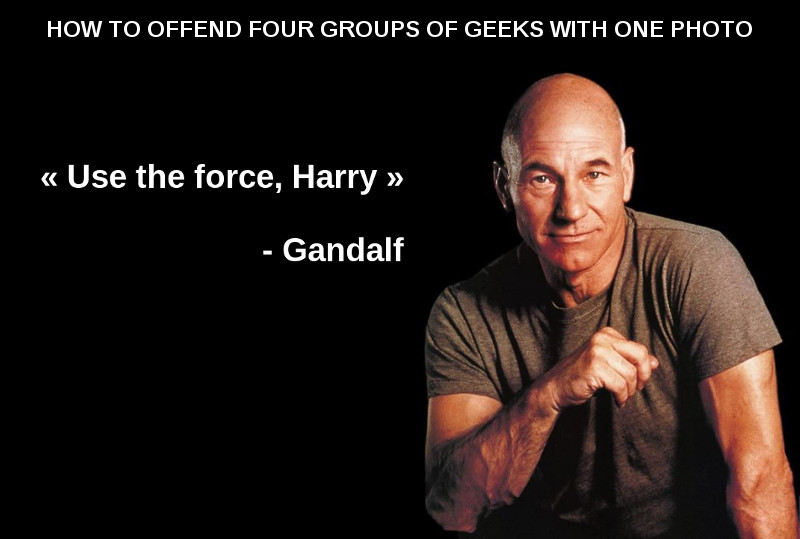 HOW TO OFFEND FOUR GROUPS OF GEEKS WITH ONE PHOTO
« Use the force, Harry »
- Gandalf